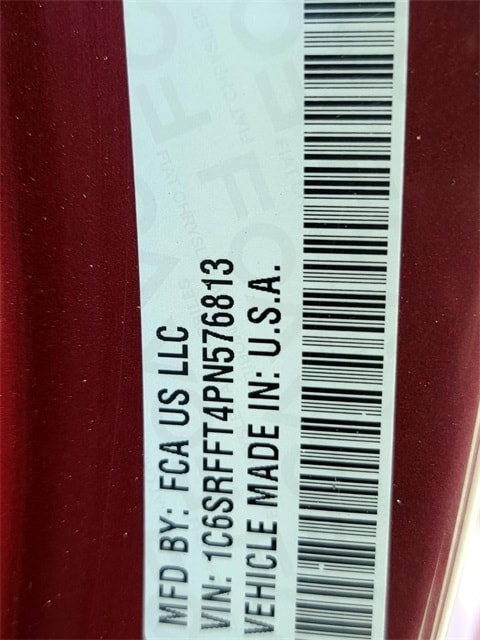 MFD BY: FCA US LLC
VIN: 1C6SRFFT4PN576813
VEHICLE MADE IN: U.S.A.